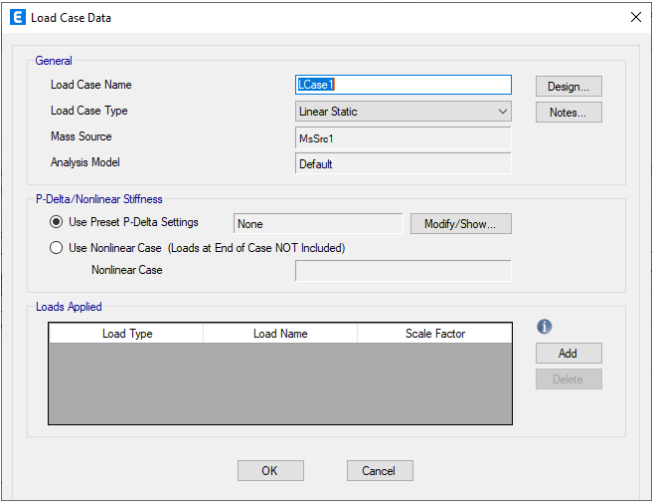 E Load Case Data
General
Load Case Name LCase1 Design...
Load Case Type Linear Static Notes...
Mass Source MsSrc1
Analysis Model Default
P-Delta/Nonlinear Stiffness
Use Preset P-Delta Settings None Modify/Show...
Use Nonlinear Case (Loads at End of Case NOT Included)
Nonlinear Case
Loads Applied
Load Type Load Name Scale Factor
i
Add
Delete
OK Cancel